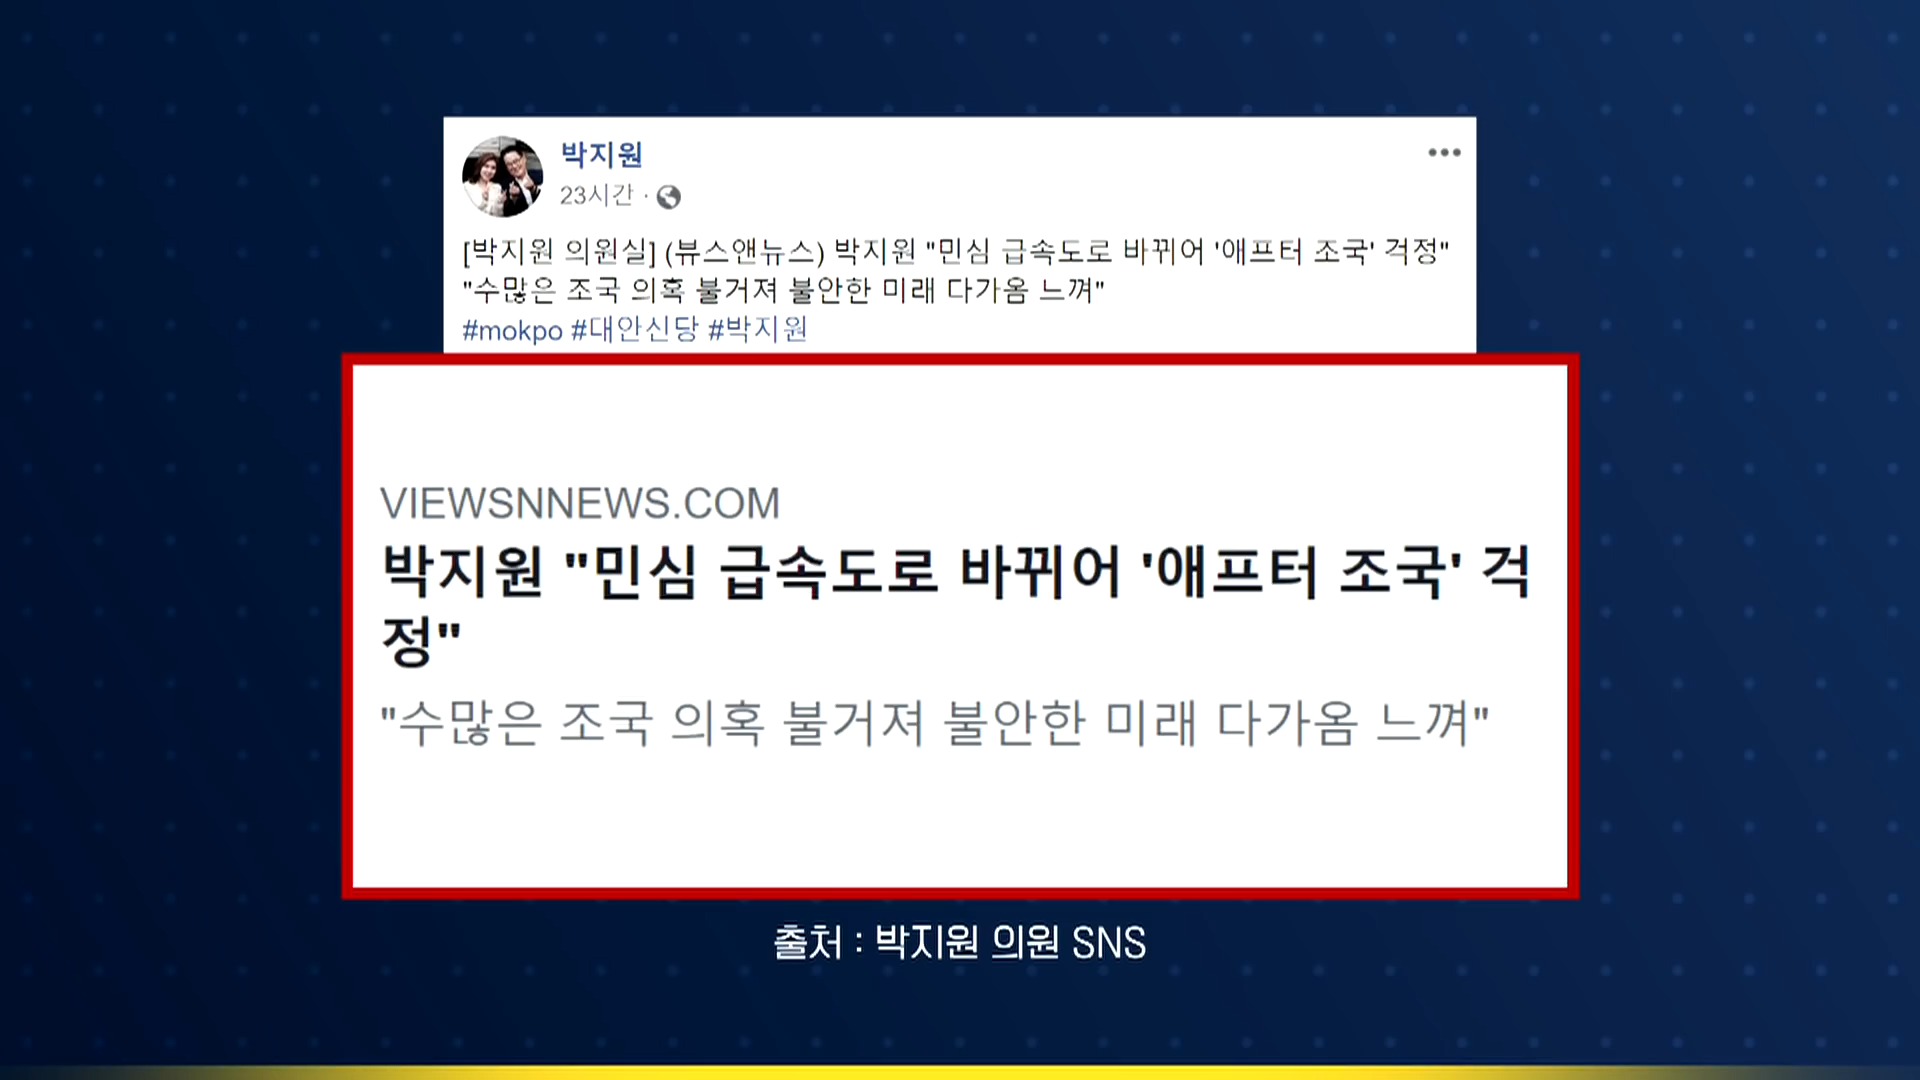 박지원
23시간 ·
[박지원 의원실] (뷰스앤뉴스) 박지원 "민심 급속도로 바뀌어 '애프터 조국' 걱정"
"수많은 조국 의혹 불거져 불안한 미래 다가옴 느껴"
#mokpo #대안신당 #박지원
VIEWSNNEWS.COM
박지원 "민심 급속도로 바뀌어 '애프터 조국' 걱
정"
"수많은 조국 의혹 불거져 불안한 미래 다가옴 느껴"
출처 : 박지원 의원 SNS